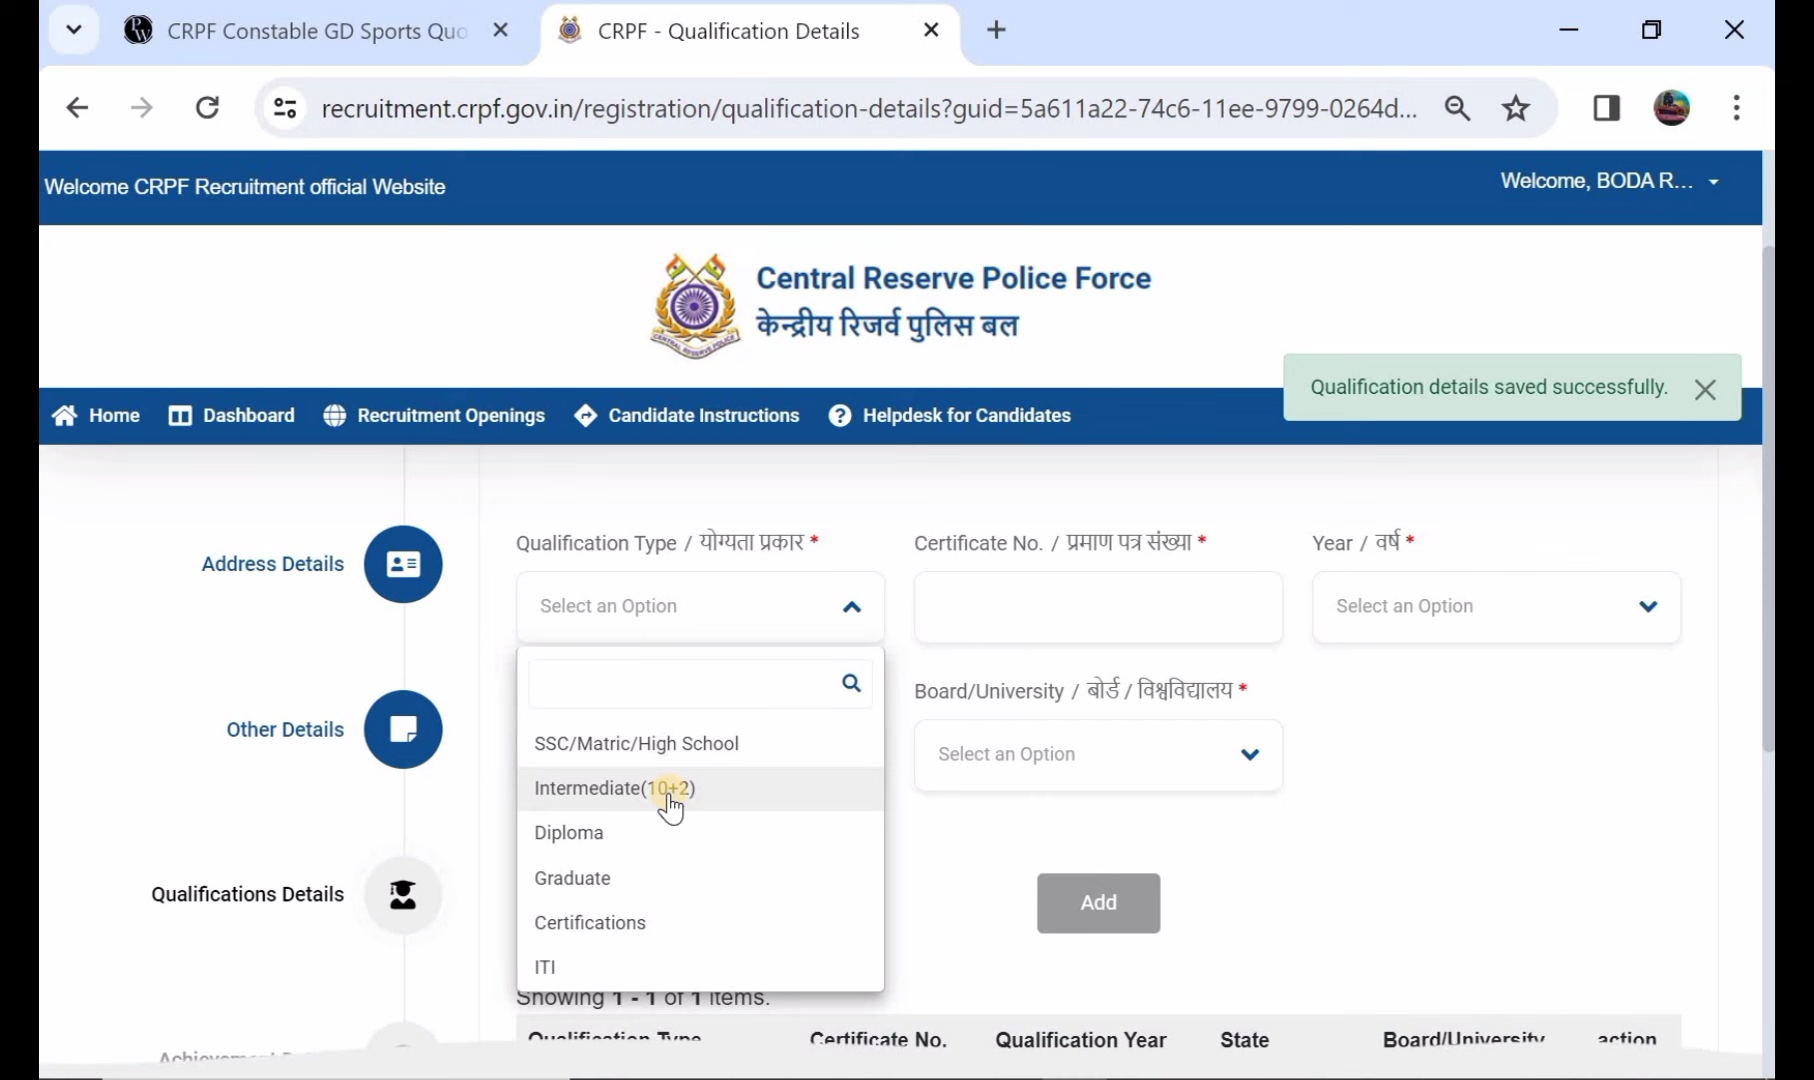 CRPF Constable GD Sports Quo
CRPF - Qualification Details
recruitment.crpf.gov.in/registration/qualification-details?guid=5a611a22-74c6-11ee-9799-0264d...
Welcome CRPF Recruitment official Website
Welcome, BODA R...
Central Reserve Police Force
केन्द्रीय रिजर्व पुलिस बल
CENTRAL RESERVE POLICE
Qualification details saved successfully.
Home
Dashboard
Recruitment Openings
Candidate Instructions
Helpdesk for Candidates
Address Details
Other Details
Qualifications Details
Qualification Type / योग्यता प्रकार *
Certificate No. / प्रमाण पत्र संख्या *
Year / वर्ष *
Select an Option
Select an Option
SSC/Matric/High School
Intermediate(10+2)
Diploma
Graduate
Certifications
ITI
Board/University / बोर्ड / विश्वविद्यालय *
Select an Option
Add
Showing 1 - 1 of 1 items.
Qualification Type
Certificate No.
Qualification Year
State
Board/University
action
Achievement